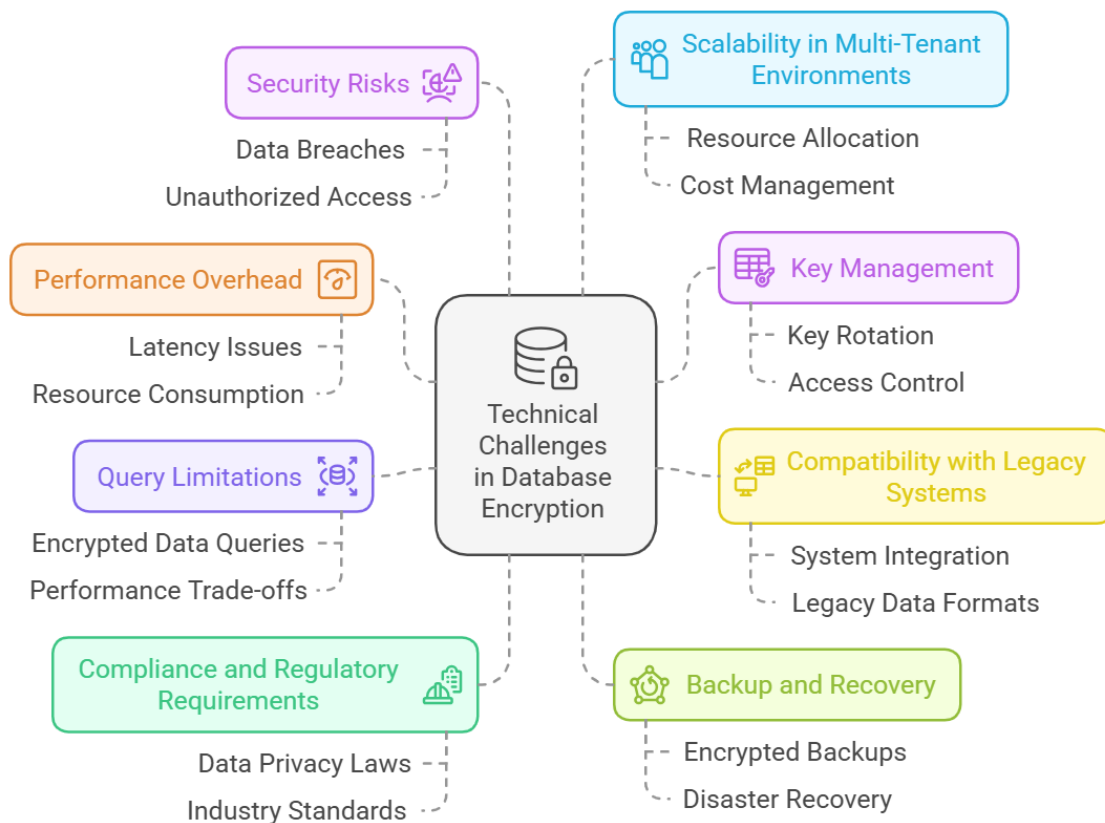 Security Risks
Data Breaches
Unauthorized Access
Performance Overhead
Latency Issues
Resource Consumption
Query Limitations
Encrypted Data Queries
Performance Trade-offs
Compliance and Regulatory
Requirements
Data Privacy Laws
Industry Standards
Technical
Challenges
in Database
Encryption
Scalability in Multi-Tenant
Environments
Resource Allocation
Cost Management
Key Management
Key Rotation
Access Control
Compatibility with Legacy
Systems
System Integration
Legacy Data Formats
Backup and Recovery
Encrypted Backups
Disaster Recovery